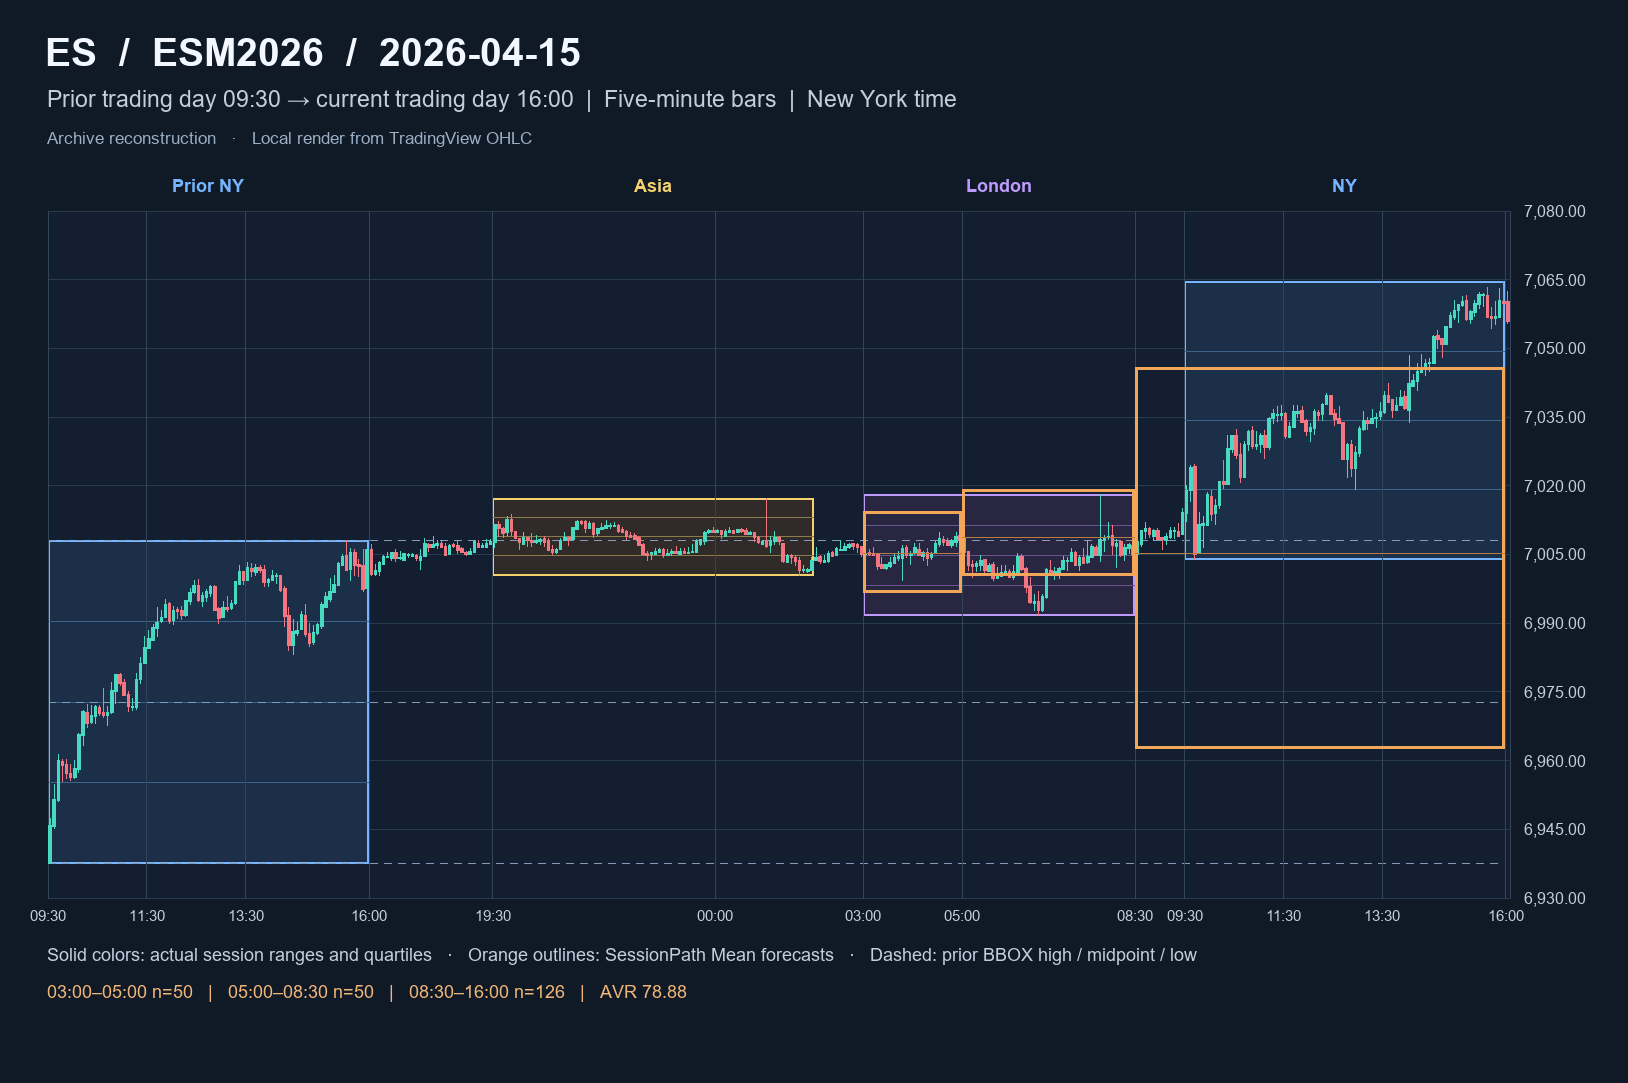 ES / ESM2026 / 2026-04-15
Prior trading day 09:30 → current trading day 16:00 | Five-minute bars | New York time
Archive reconstruction · Local render from TradingView OHLC
Prior NY Asia London NY
7,080.00
7,065.00
7,050.00
7,035.00
7,020.00
7,005.00
6,990.00
6,975.00
6,960.00
6,945.00
6,930.00
09:30 11:30 13:30 16:00 19:30 00:00 03:00 05:00 08:30 09:30 11:30 13:30 16:00
Solid colors: actual session ranges and quartiles · Orange outlines: SessionPath Mean forecasts · Dashed: prior BBOX high / midpoint / low
03:00–05:00 n=50 | 05:00–08:30 n=50 | 08:30–16:00 n=126 | AVR 78.88